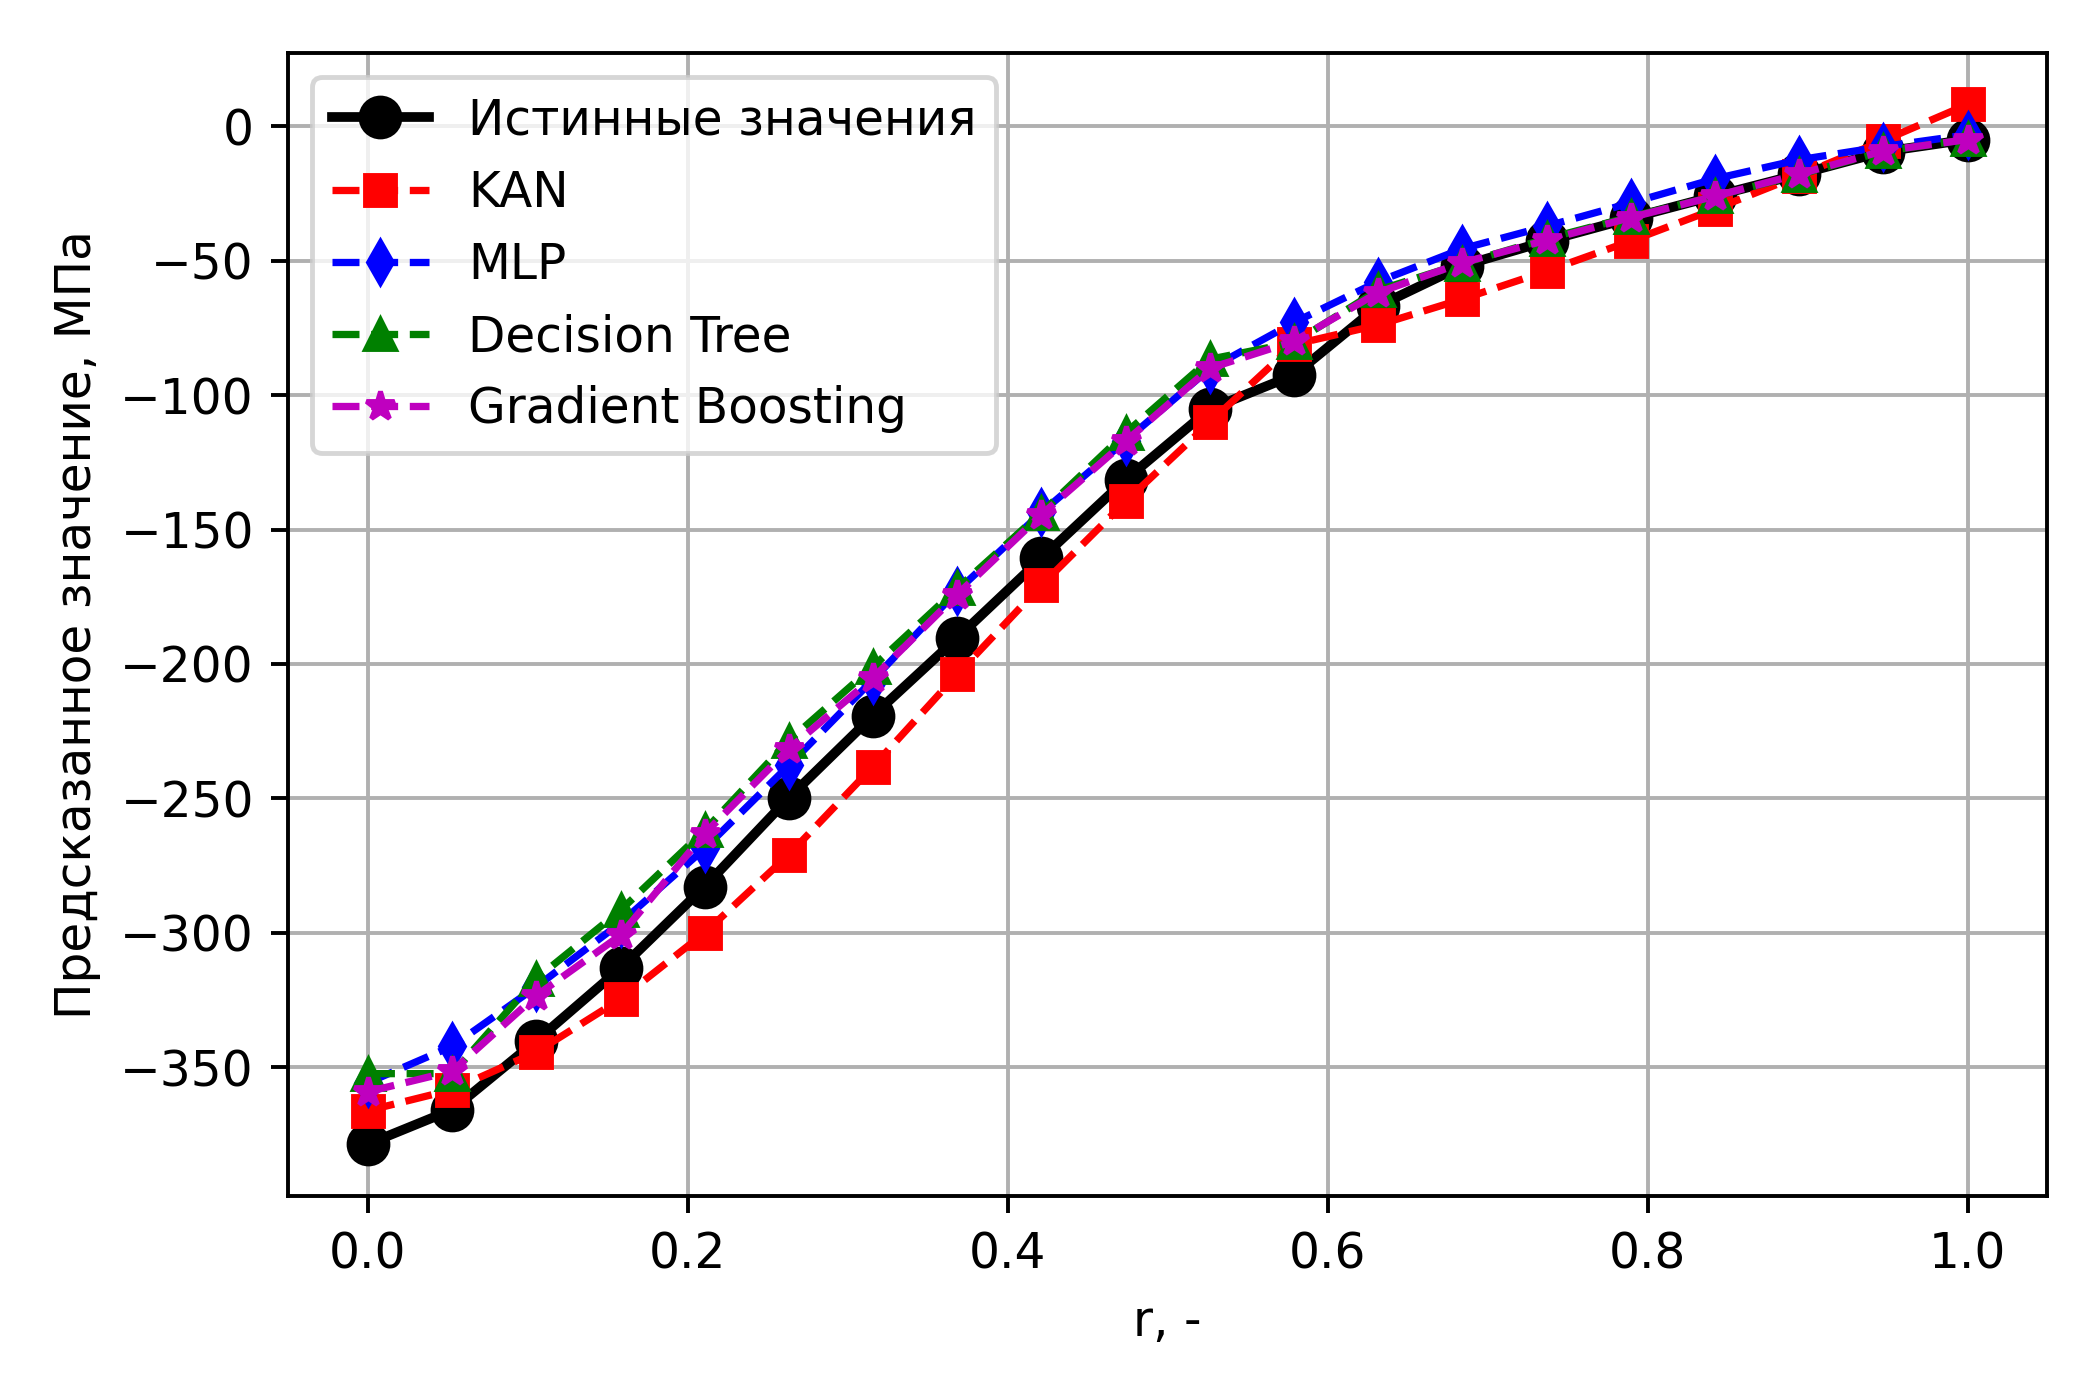 Истинные значения
KAN
MLP
Decision Tree
Gradient Boosting
Предсказанное значение, МПа
0
−50
−100
−150
−200
−250
−300
−350
0.0 0.2 0.4 0.6 0.8 1.0
r, -